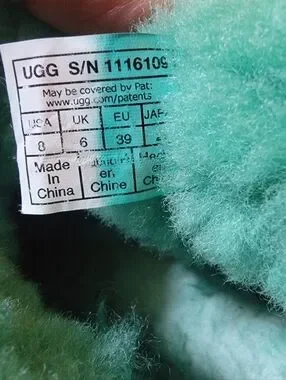 UGG S/N 1116109
May be covered by Pat:
www.ugg.com/patents
USA UK EU JAP
8 6 39
Made In China
en Chine